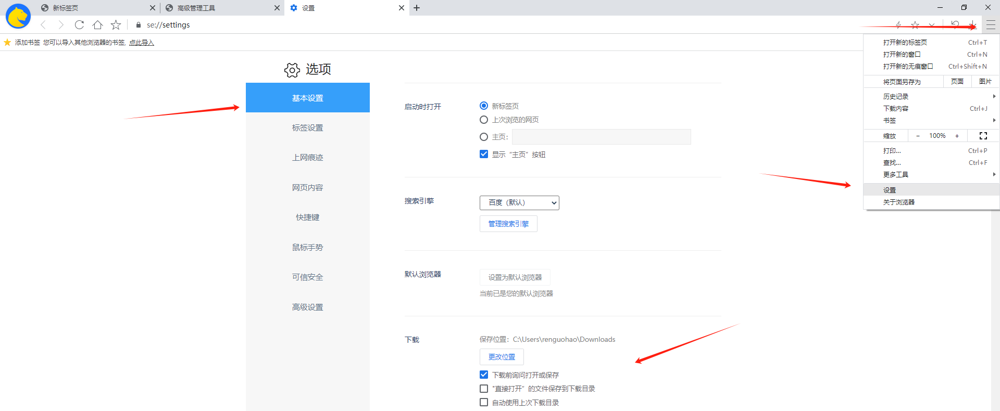 新标签页
高级管理工具
设置
se://settings
添加书签 您可以导入其他浏览器的书签, 点此导入
选项
基本设置
标签设置
上网痕迹
网页内容
快捷键
鼠标手势
可信安全
高级设置
启动时打开
新标签页
上次浏览的网页
主页:
显示“主页”按钮
搜索引擎
百度（默认）
管理搜索引擎
默认浏览器
设置为默认浏览器
当前已是您的默认浏览器
下载
保存位置: C:\Users\renguohao\Downloads
更改位置
下载前询问打开或保存
"直接打开”的文件保存到下载目录
自动使用上次下载目录
打开新的标签页 Ctrl+T
打开新的窗口 Ctrl+N
打开新的无痕窗口 Ctrl+Shift+N
将页面另存为 页面 图片
历史记录
下载内容 Ctrl+J
书签
缩放 − 100% +
打印... Ctrl+P
查找... Ctrl+F
更多工具
设置
关于浏览器